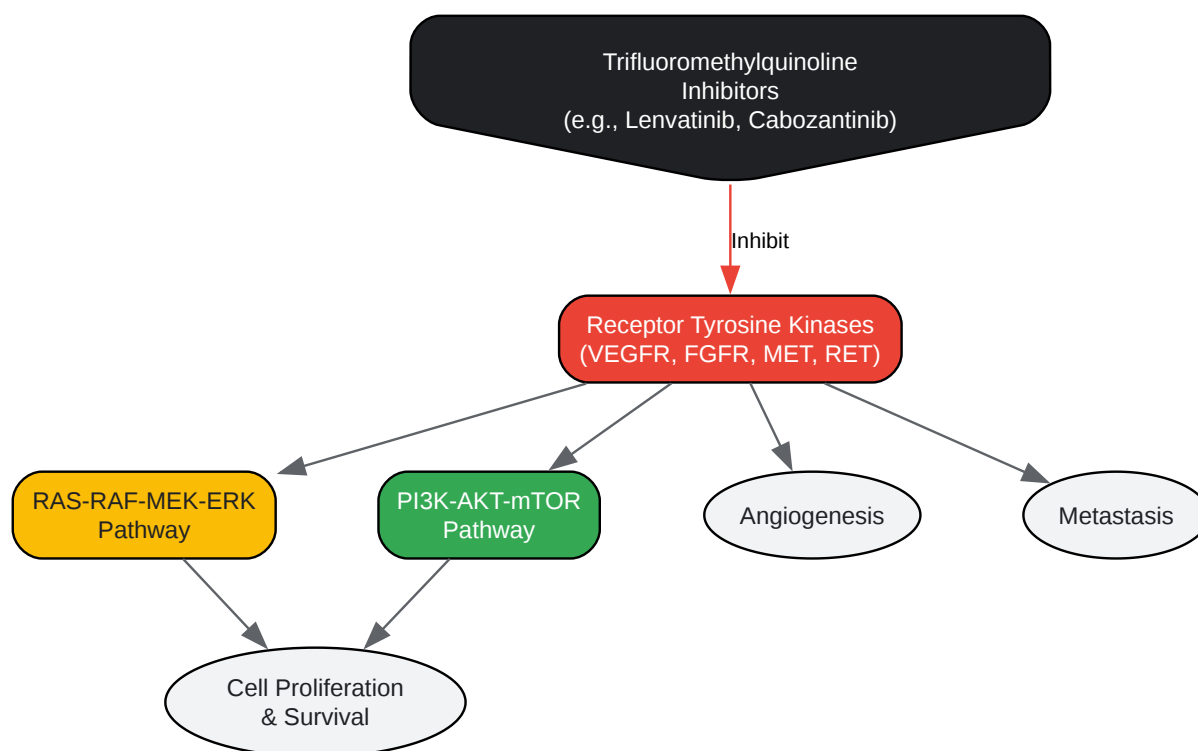 Trifluoromethylquinoline
Inhibitors
(e.g., Lenvatinib, Cabozantinib)
Inhibit
Receptor Tyrosine Kinases
(VEGFR, FGFR, MET, RET)
RAS-RAF-MEK-ERK
Pathway
PI3K-AKT-mTOR
Pathway
Angiogenesis
Metastasis
Cell Proliferation
& Survival